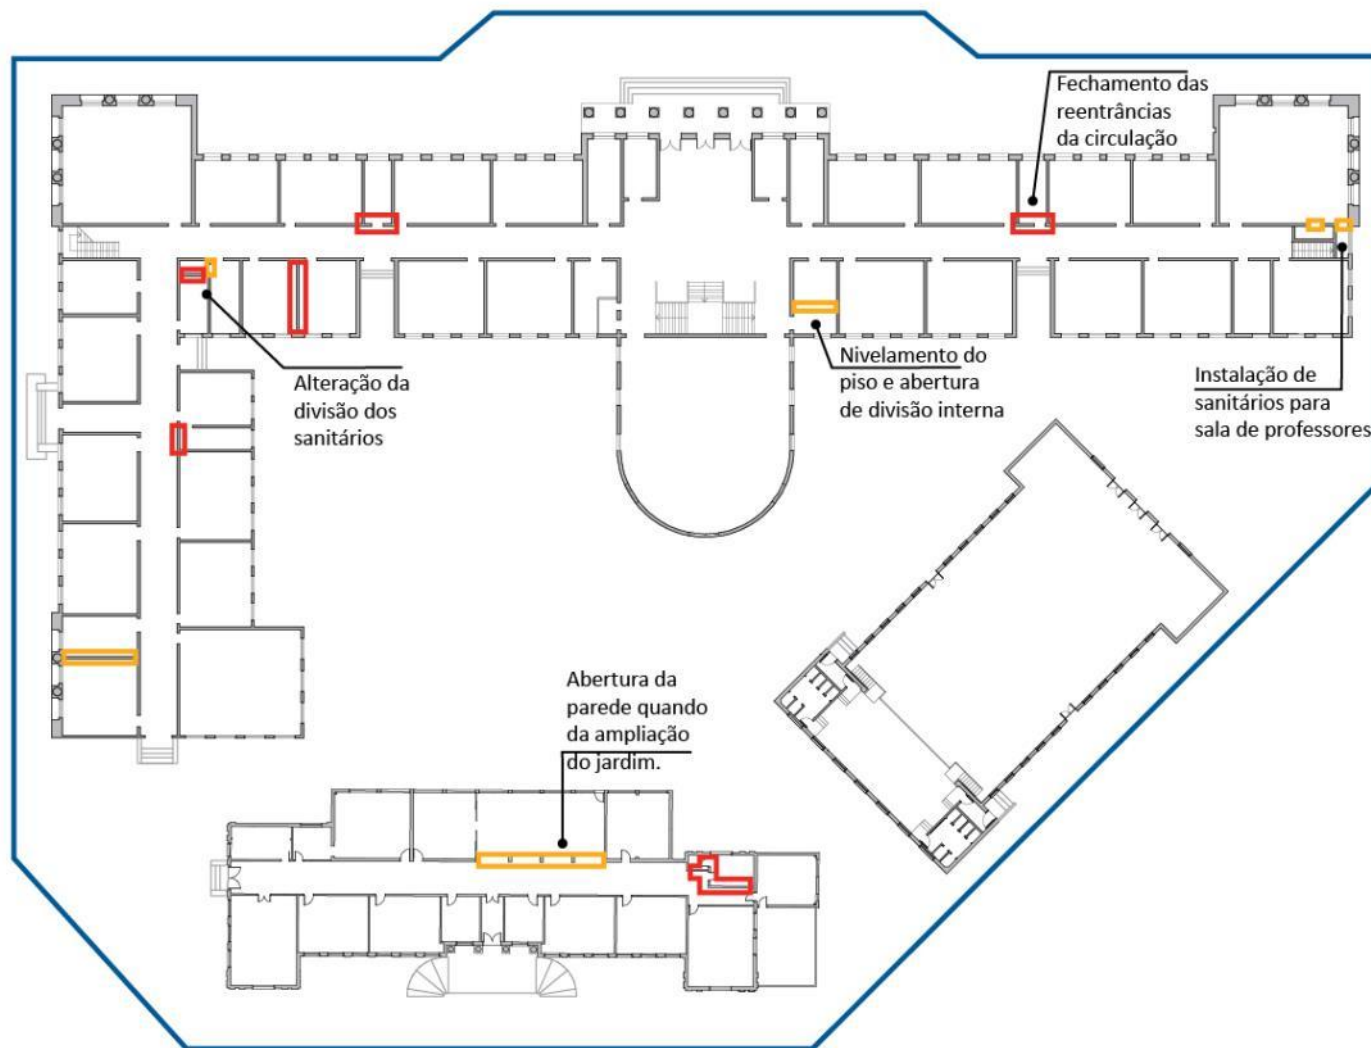 Fechamento das
reentrâncias
da circulação
Alteração da
divisão dos
sanitários
Nivelamento do
piso e abertura
de divisão interna
Instalação de
sanitários para
sala de professores
Abertura da
parede quando
da ampliação
do jardim.